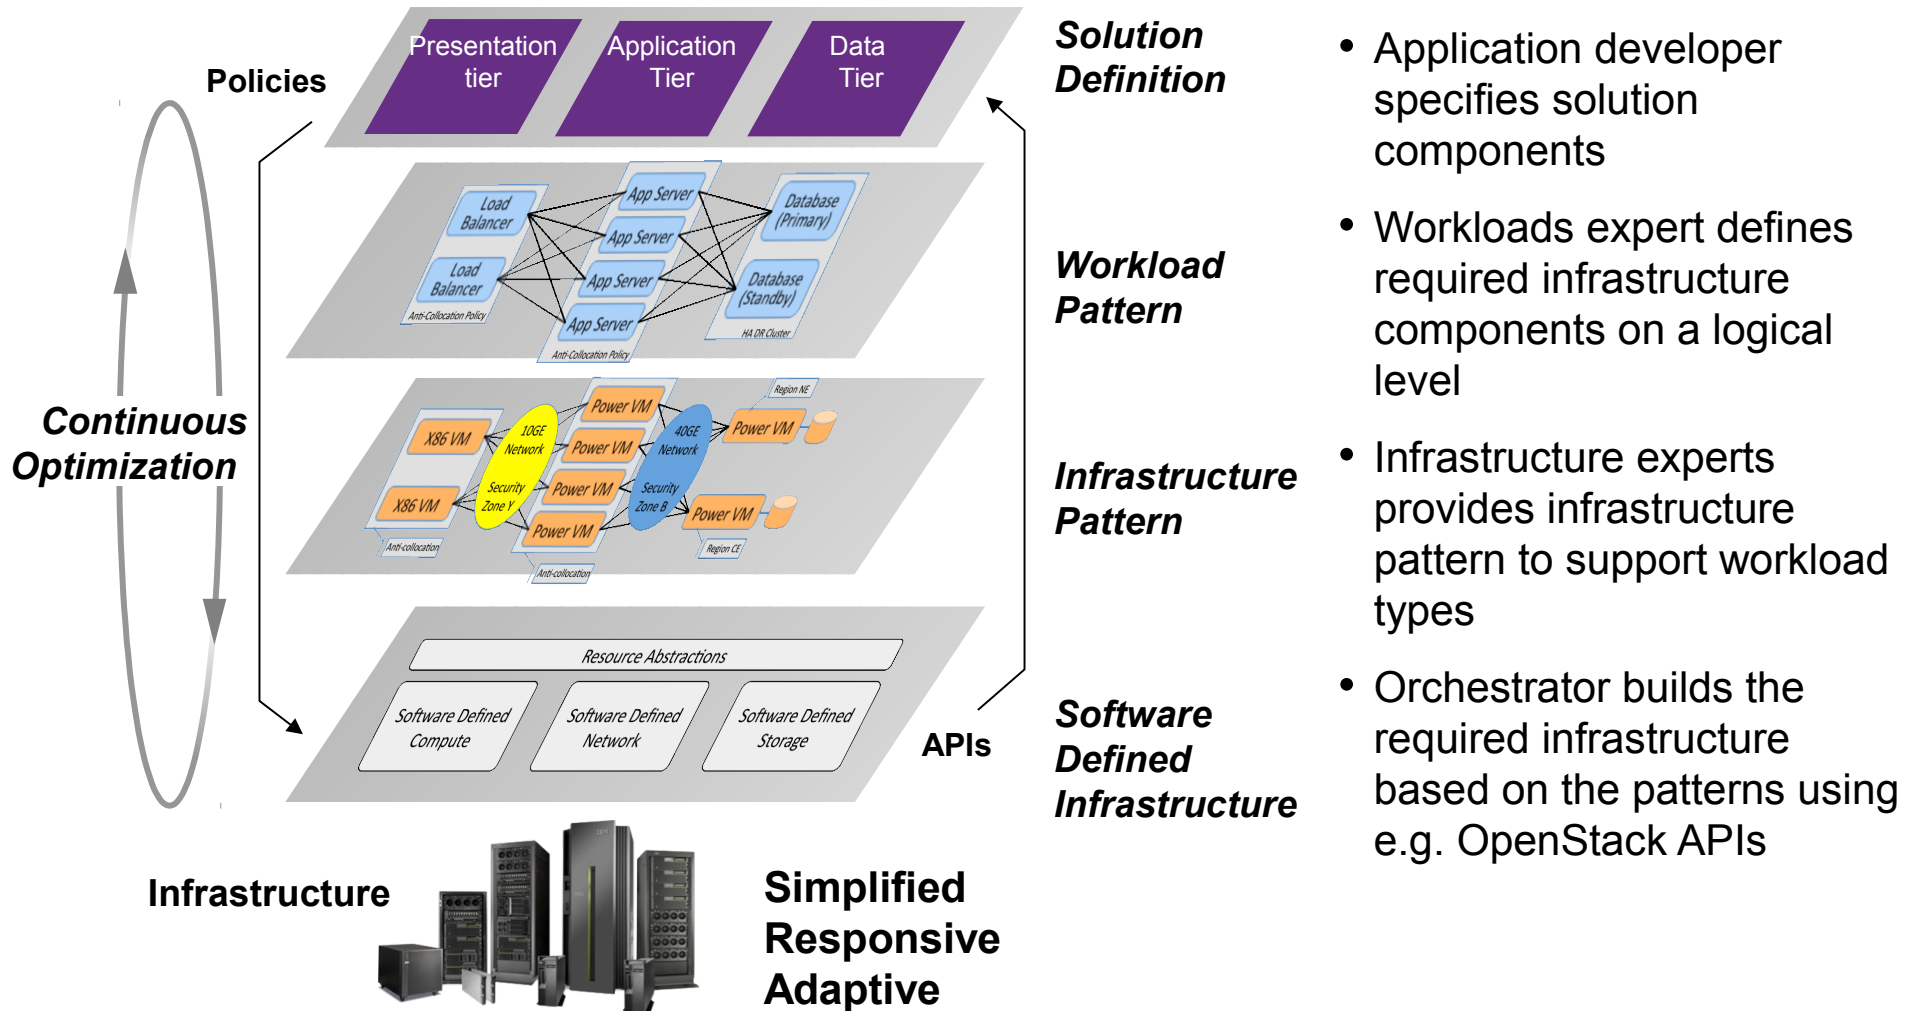 Policies
Presentation
tier
Application
Tier
Data
Tier
Solution
Definition
Load
Balancer
Load
Balancer
Anti-Collocation Policy
App Server
App Server
App Server
App Server
Anti-Collocation Policy
Database
(Primary)
Database
(Standby)
HA DR Cluster
Workload
Pattern
Continuous
Optimization
X86 VM
X86 VM
Anti-collocation
10GE
Network
Security
Zone Y
Power VM
Power VM
Power VM
Power VM
Anti-collocation
40GE
Network
Security
Zone B
Region NE
Power VM
Power VM
Region CE
Infrastructure
Pattern
Resource Abstractions
Software Defined
Compute
Software Defined
Network
Software Defined
Storage
APIs
Software
Defined
Infrastructure
Infrastructure
Simplified
Responsive
Adaptive
• Application developer
specifies solution
components
• Workloads expert defines
required infrastructure
components on a logical
level
• Infrastructure experts
provides infrastructure
pattern to support workload
types
• Orchestrator builds the
required infrastructure
based on the patterns using
e.g. OpenStack APIs